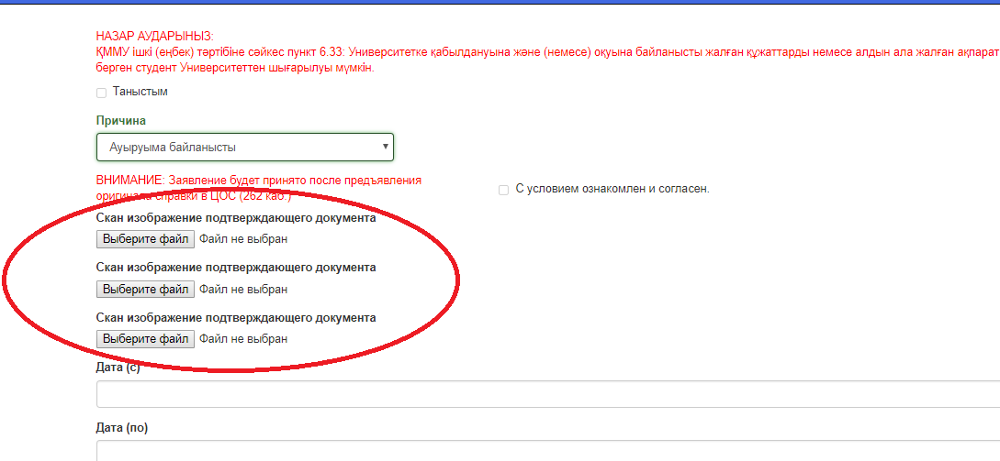 НАЗАР АУДАРЫНЫЗ:
ҚММУ ішкі (еңбек) тәртібіне сәйкес пункт 6.33: Университетке қабылдануына және (немесе) оқуына байланысты жалған құжаттарды немесе алдын ала жалған ақпарат
берген студент Университеттен шығарылуы мүмкін.
Таныстым
Причина
Ауыруыма байланысты
ВНИМАНИЕ: Заявление будет принято после предъявления
оригинала справки в ЦОС (262 каб.)
С условием ознакомлен и согласен.
Скан изображение подтверждающего документа
Выберите файл Файл не выбран
Скан изображение подтверждающего документа
Выберите файл Файл не выбран
Скан изображение подтверждающего документа
Выберите файл Файл не выбран
Дата (с)
Дата (по)